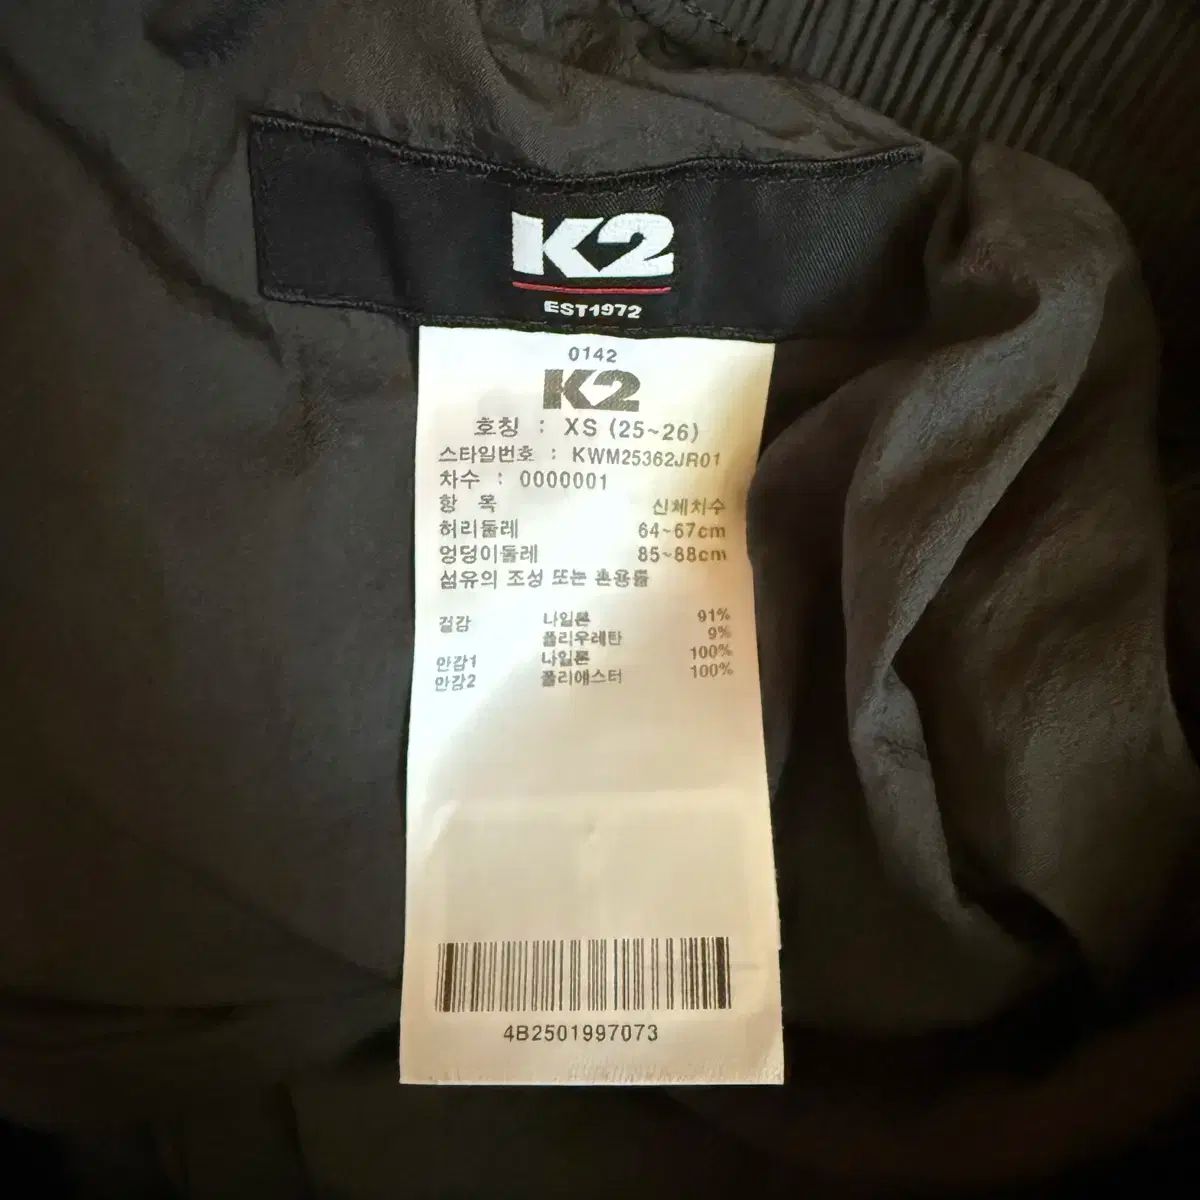 K2
EST1972
0142
K2
호칭 : XS (25~26)
스타일번호 : KWM25362JR01
차수 : 0000001
항 목 신체치수
허리둘레 64~67cm
엉덩이둘레 85~88cm
섬유의 조성 또는 혼용률
겉감 나일론 91%
폴리우레탄 9%
안감1 나일론 100%
안감2 폴리에스터 100%
4B2501997073